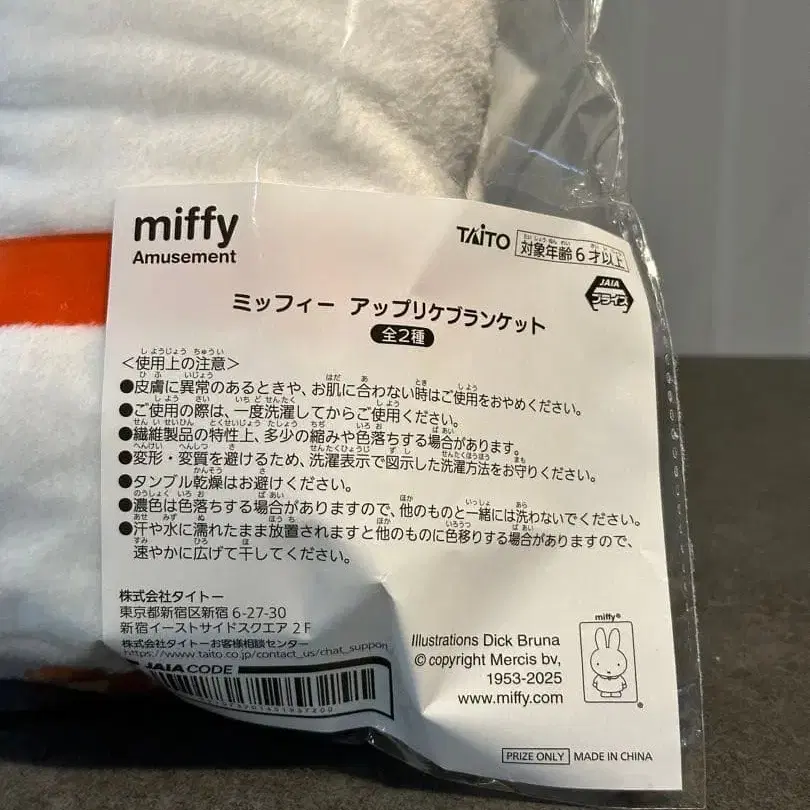 miffy
Amusement
TAITO
対象年齢6才以上
JAIA
プライズ
ミッフィー アップリケブランケット
全2種
<使用上の注意>
●皮膚に異常のあるときや、お肌に合わない時はご使用をおやめください。
●ご使用の際は、一度洗濯してからご使用ください。
●繊維製品の特性上、多少の縮みや色落ちする場合があります。
●変形・変質を避けるため、洗濯表示で図示した洗濯方法をお守りください。
●タンブル乾燥はお避けください。
●濃色は色落ちする場合がありますので、他のものと一緒には洗わないでください。
●汗や水に濡れたまま放置されますと他のものに色移りする場合がありますので、
速やかに広げて干してください。
株式会社タイトー
東京都新宿区新宿 6-27-30
新宿イーストサイドスクエア 2F
株式会社タイトーお客様相談センター
https://www.taito.co.jp/contact_us/chat_support
JAIA CODE
Illustrations Dick Bruna
© copyright Mercis bv,
1953-2025
www.miffy.com
miffy®
®
PRIZE ONLY MADE IN CHINA